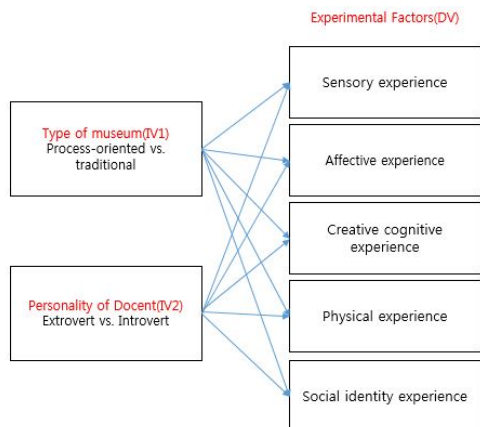 Experimental Factors(DV)
Sensory experience
Type of museum(IV1)
Process-oriented vs.
traditional
Affective experience
Creative cognitive
experience
Personality of Docent(IV2)
Extrovert vs. Introvert
Physical experience
Social identity experience